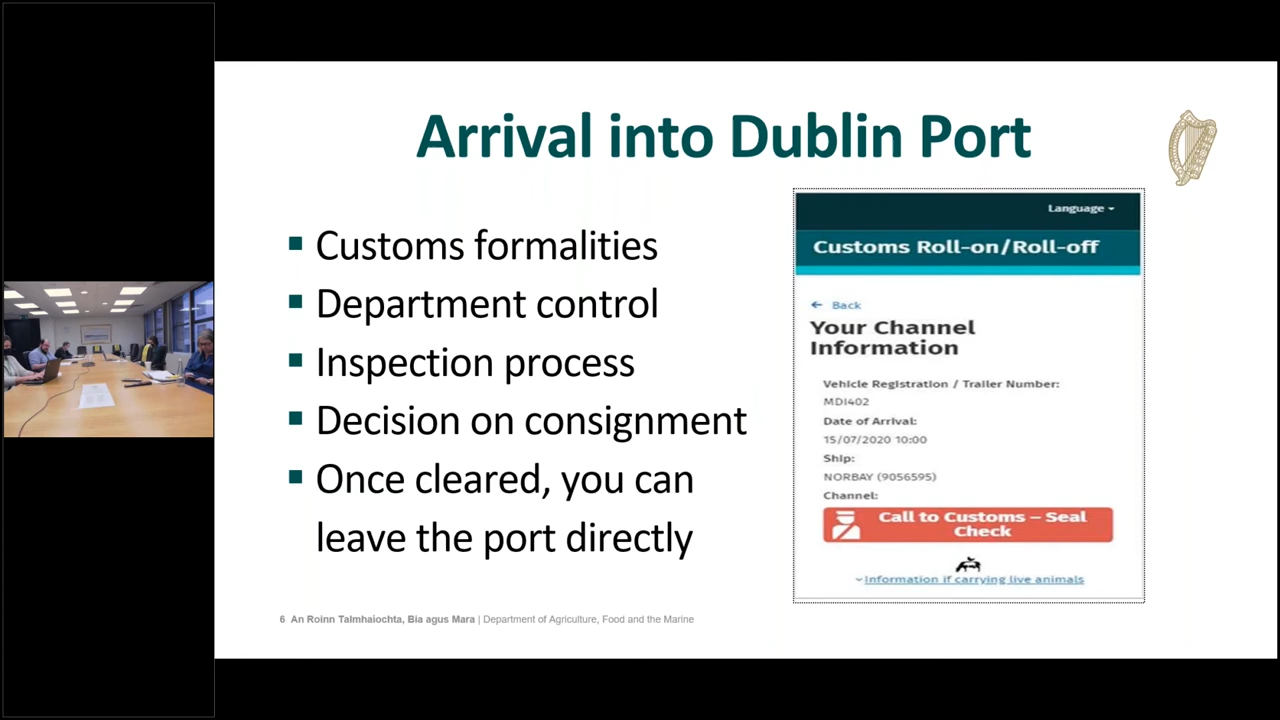 Arrival into Dublin Port
▪ Customs formalities
▪ Department control
▪ Inspection process
▪ Decision on consignment
▪ Once cleared, you can
leave the port directly
Language
Customs Roll-on/Roll-off
← Back
Your Channel
Information
Vehicle Registration / Trailer Number:
MDI402
Date of Arrival:
15/07/2020 10:00
Ship:
NORBAY (9056595)
Channel:
Call to Customs – Seal
Check
Information if carrying live animals
6 An Roinn Talmhaíochta, Bia agus Mara | Department of Agriculture, Food and the Marine